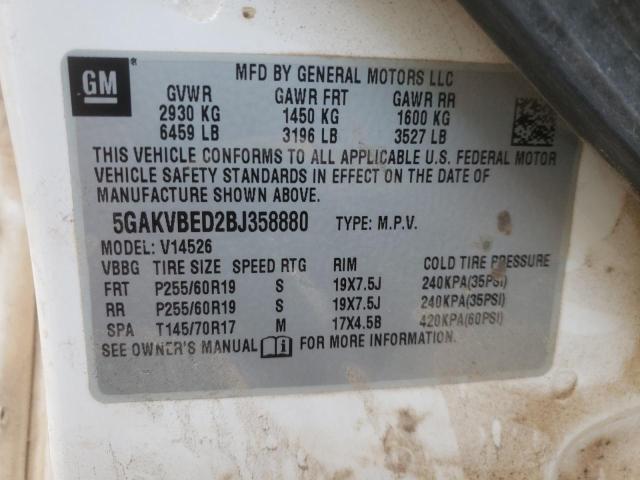 GM
MFD BY GENERAL MOTORS LLC
GVWR GAWR FRT GAWR RR
2930 KG 1450 KG 1600 KG
6459 LB 3196 LB 3527 LB
THIS VEHICLE CONFORMS TO ALL APPLICABLE U.S. FEDERAL MOTOR
VEHICLE SAFETY STANDARDS IN EFFECT ON THE DATE OF
MANUFACTURE SHOWN ABOVE.
5GAKVBED2BJ358880 TYPE: M.P.V.
MODEL: V14526
VBBG TIRE SIZE SPEED RTG RIM COLD TIRE PRESSURE
FRT P255/60R19 S 19X7.5J 240KPA(35PSI)
RR P255/60R19 S 19X7.5J 240KPA(35PSI)
SPA T145/70R17 M 17X4.5B 420KPA(60PSI)
SEE OWNER'S MANUAL FOR MORE INFORMATION.